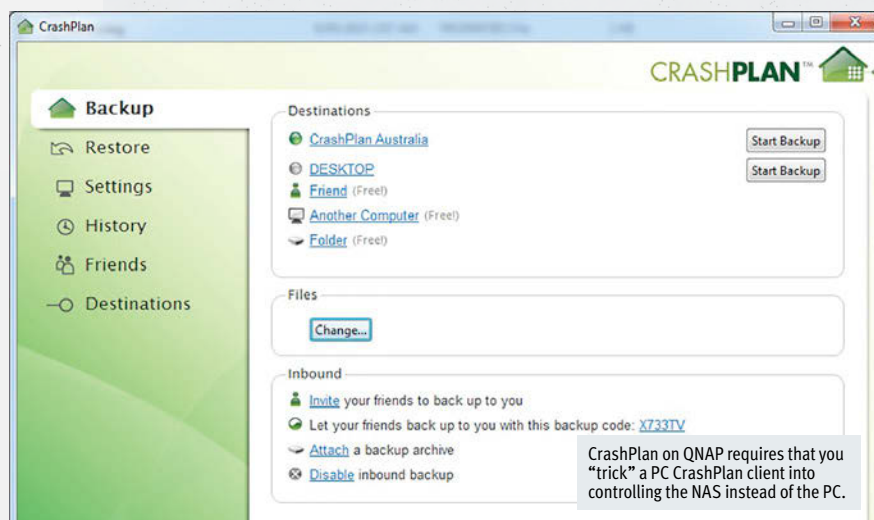 CrashPlan
CRASHPLAN™
Backup
Restore
Settings
History
Friends
Destinations
Destinations
CrashPlan Australia
Start Backup
DESKTOP
Start Backup
Friend (Free!)
Another Computer (Free!)
Folder (Free!)
Files
Change...
Inbound
Invite your friends to back up to you
Let your friends back up to you with this backup code: X733TV
Attach a backup archive
Disable inbound backup
CrashPlan on QNAP requires that you
“trick” a PC CrashPlan client into
controlling the NAS instead of the PC.